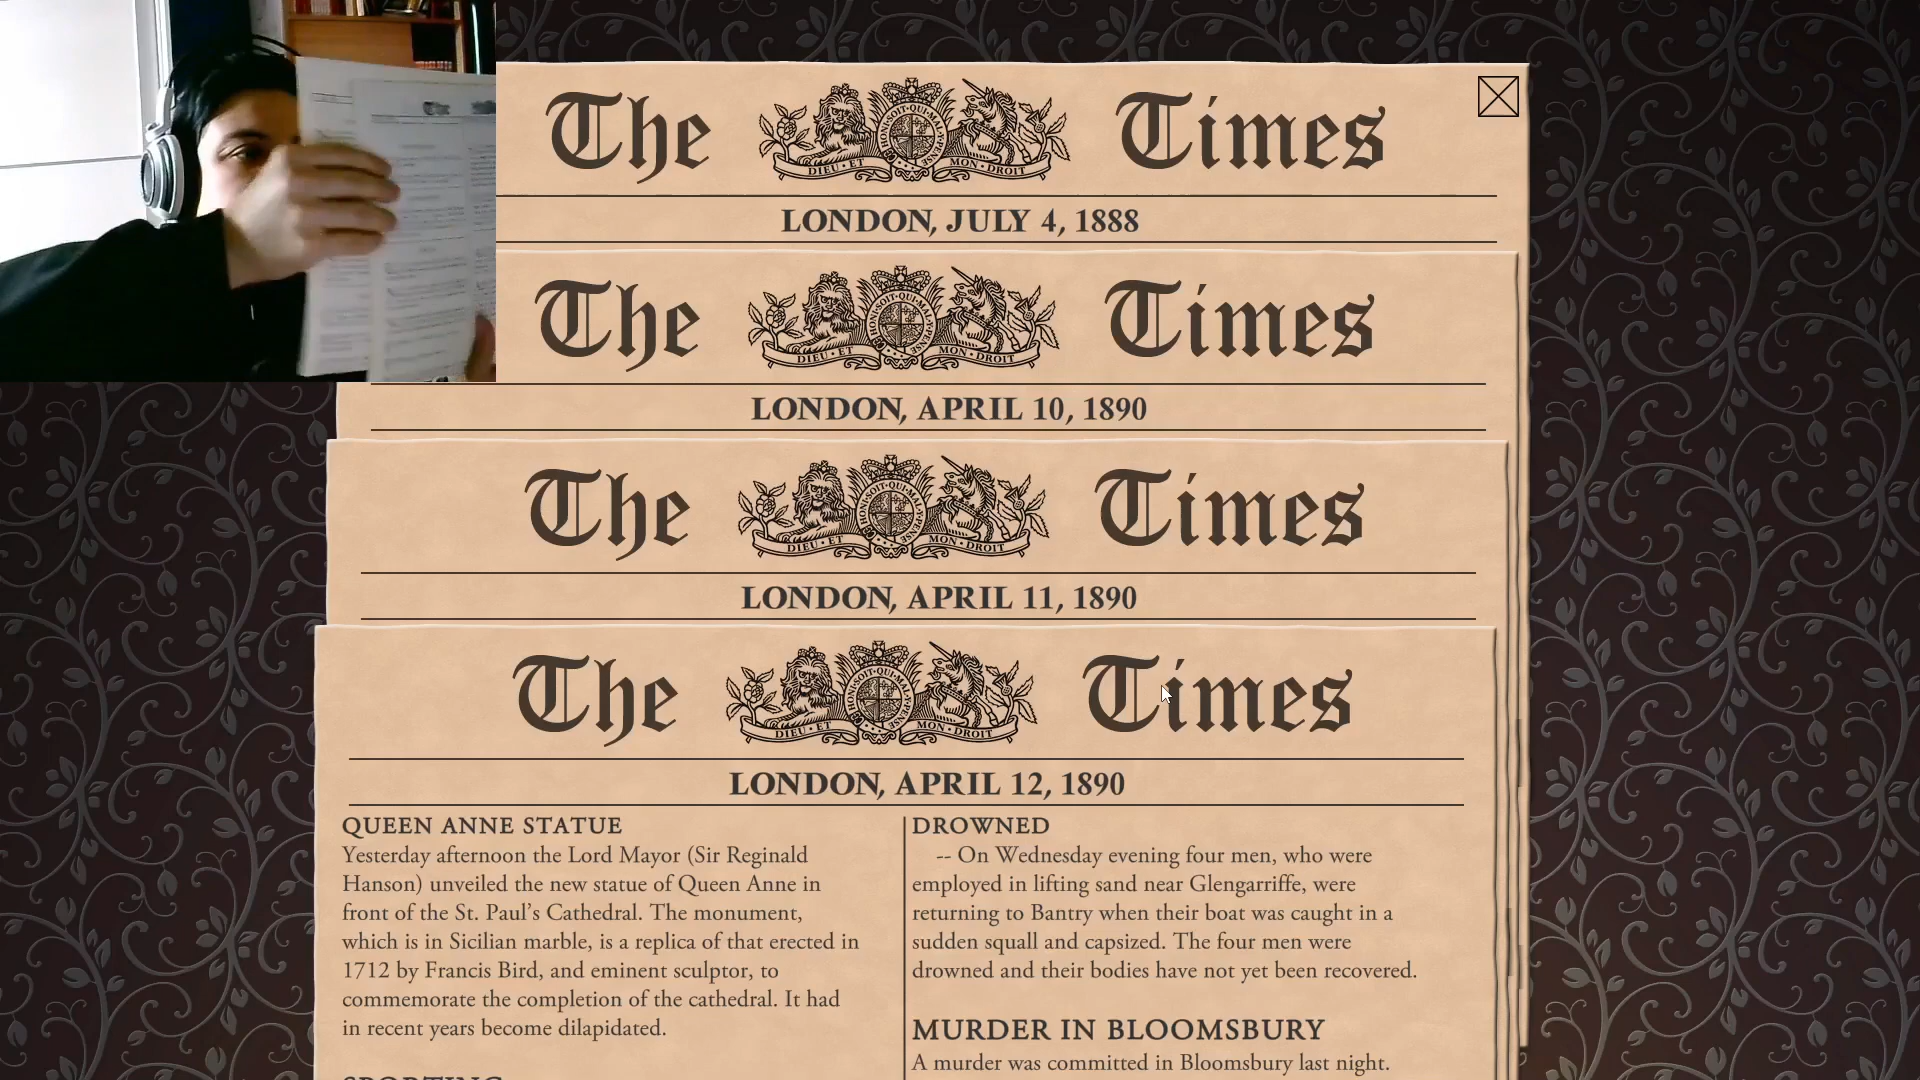 The Times
DIEU · ET MON · DROIT
LONDON, JULY 4, 1888
The Times
DIEU · ET MON · DROIT
LONDON, APRIL 10, 1890
The Times
DIEU · ET MON · DROIT
LONDON, APRIL 11, 1890
The Times
DIEU · ET MON · DROIT
LONDON, APRIL 12, 1890
QUEEN ANNE STATUE
Yesterday afternoon the Lord Mayor (Sir Reginald
Hanson) unveiled the new statue of Queen Anne in
front of the St. Paul's Cathedral. The monument,
which is in Sicilian marble, is a replica of that erected in
1712 by Francis Bird, and eminent sculptor, to
commemorate the completion of the cathedral. It had
in recent years become dilapidated.
SPORTING
DROWNED
-- On Wednesday evening four men, who were
employed in lifting sand near Glengarriffe, were
returning to Bantry when their boat was caught in a
sudden squall and capsized. The four men were
drowned and their bodies have not yet been recovered.
MURDER IN BLOOMSBURY
A murder was committed in Bloomsbury last night.